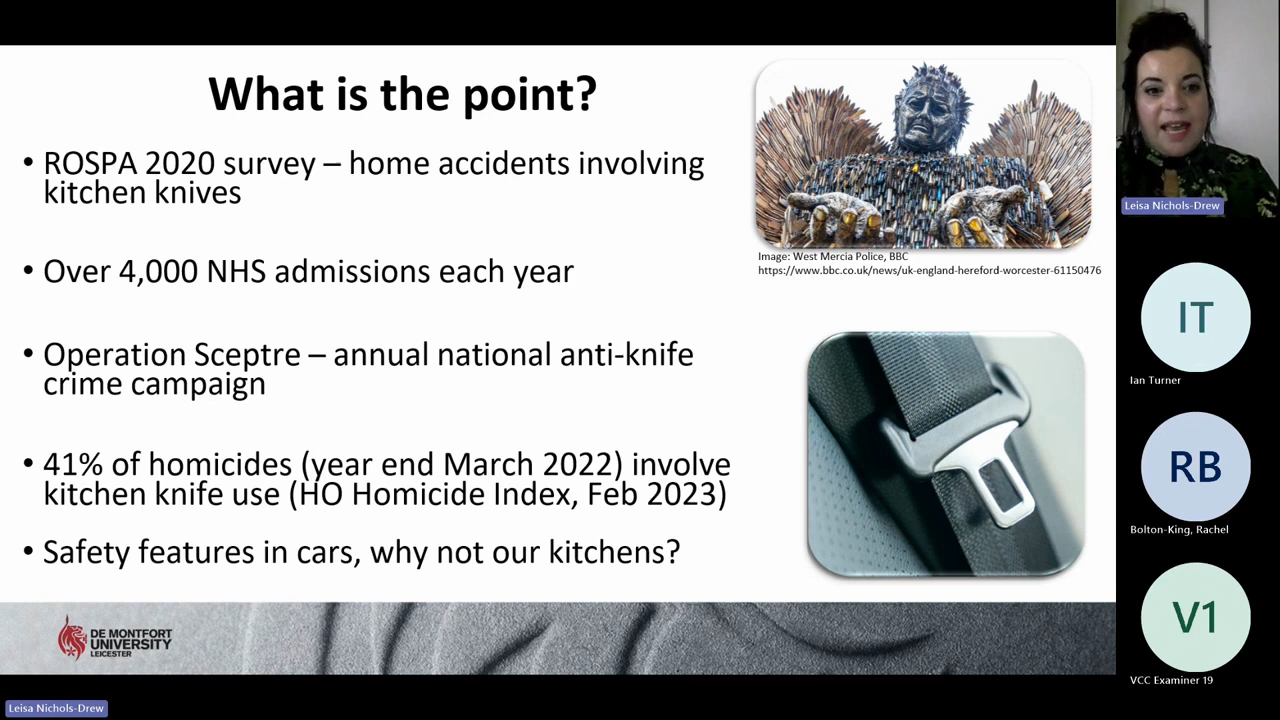 What is the point?
• ROSPA 2020 survey – home accidents involving
kitchen knives
• Over 4,000 NHS admissions each year
• Operation Sceptre – annual national anti-knife
crime campaign
• 41% of homicides (year end March 2022) involve
kitchen knife use (HO Homicide Index, Feb 2023)
• Safety features in cars, why not our kitchens?
Image: West Mercia Police, BBC
https://www.bbc.co.uk/news/uk-england-hereford-worcester-61150476
DE MONTFORT
UNIVERSITY
LEICESTER
Leisa Nichols-Drew
IT
Ian Turner
RB
Bolton-King, Rachel
V1
VCC Examiner 19
Leisa Nichols-Drew